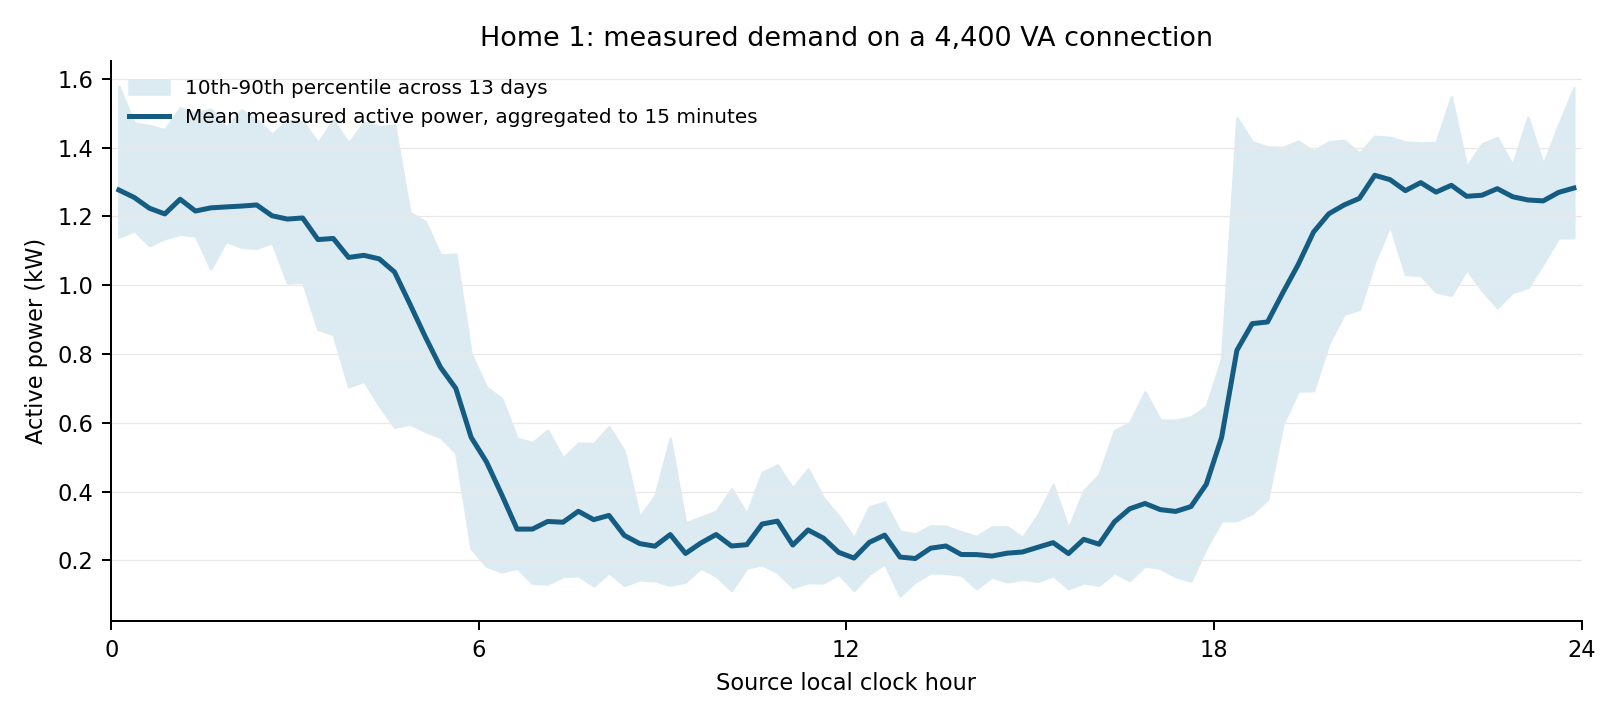 Home 1: measured demand on a 4,400 VA connection
10th-90th percentile across 13 days
Mean measured active power, aggregated to 15 minutes
Active power (kW)
1.6
1.4
1.2
1.0
0.8
0.6
0.4
0.2
0 6 12 18 24
Source local clock hour